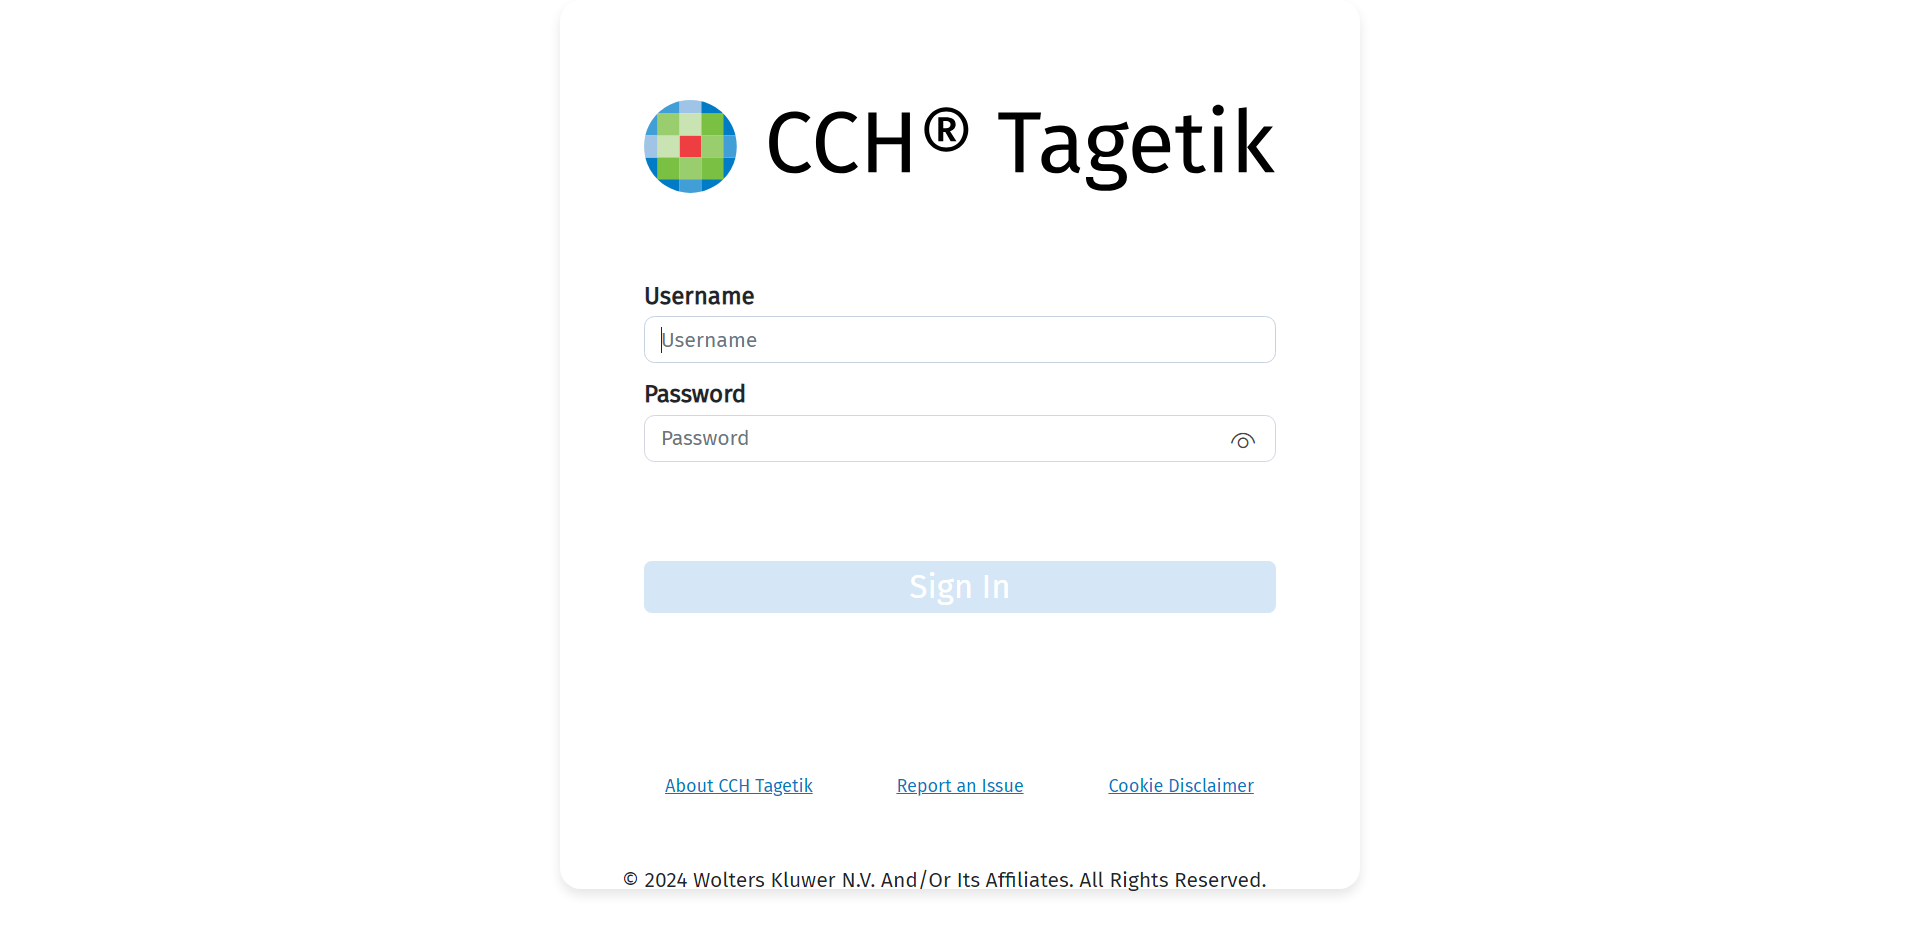 CCH® Tagetik
Username
Username
Password
Password
Sign In
About CCH Tagetik Report an Issue Cookie Disclaimer
© 2024 Wolters Kluwer N.V. And/Or Its Affiliates. All Rights Reserved.